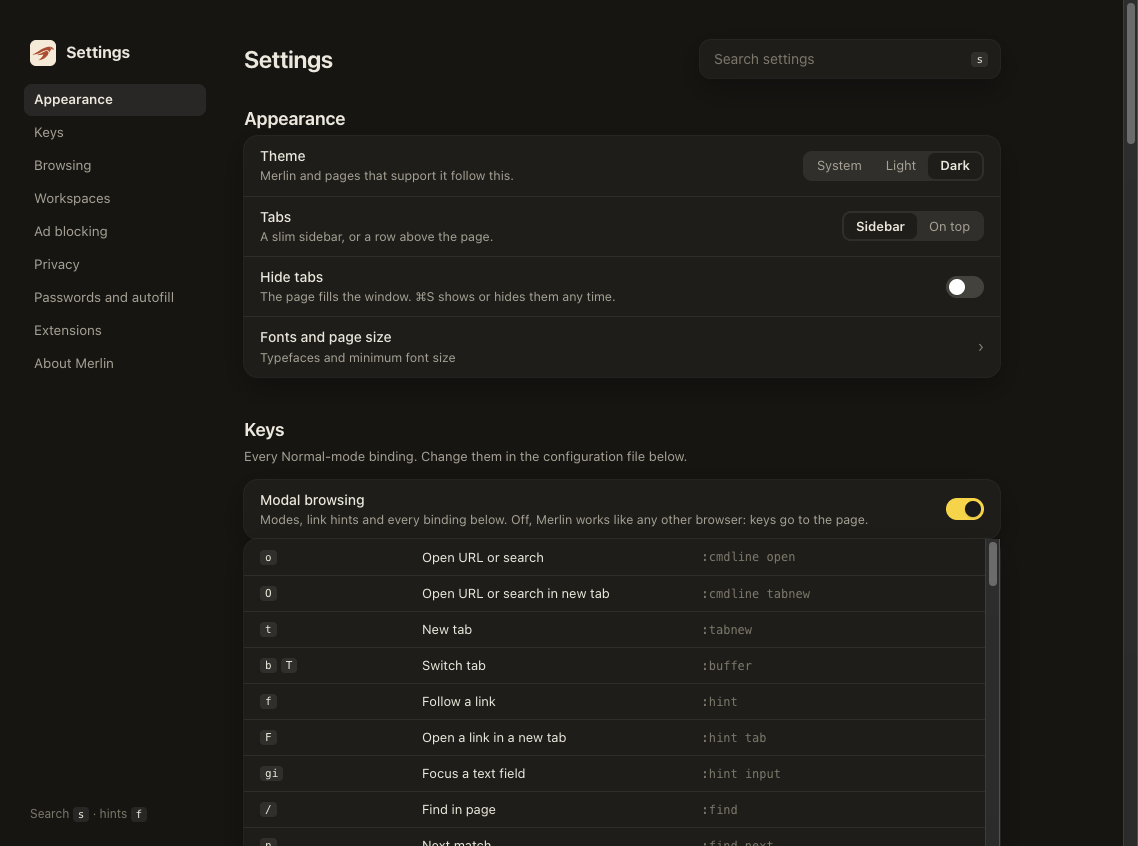 Settings
Appearance
Keys
Browsing
Workspaces
Ad blocking
Privacy
Passwords and autofill
Extensions
About Merlin
Search s · hints f
Settings
Search settings s
Appearance
Theme
Merlin and pages that support it follow this.
System Light Dark
Tabs
A slim sidebar, or a row above the page.
Sidebar On top
Hide tabs
The page fills the window. ⌘S shows or hides them any time.
Fonts and page size
Typefaces and minimum font size
›
Keys
Every Normal-mode binding. Change them in the configuration file below.
Modal browsing
Modes, link hints and every binding below. Off, Merlin works like any other browser: keys go to the page.
o Open URL or search :cmdline open
O Open URL or search in new tab :cmdline tabnew
t New tab :tabnew
b T Switch tab :buffer
f Follow a link :hint
F Open a link in a new tab :hint tab
gi Focus a text field :hint input
/ Find in page :find
n Next match :find next